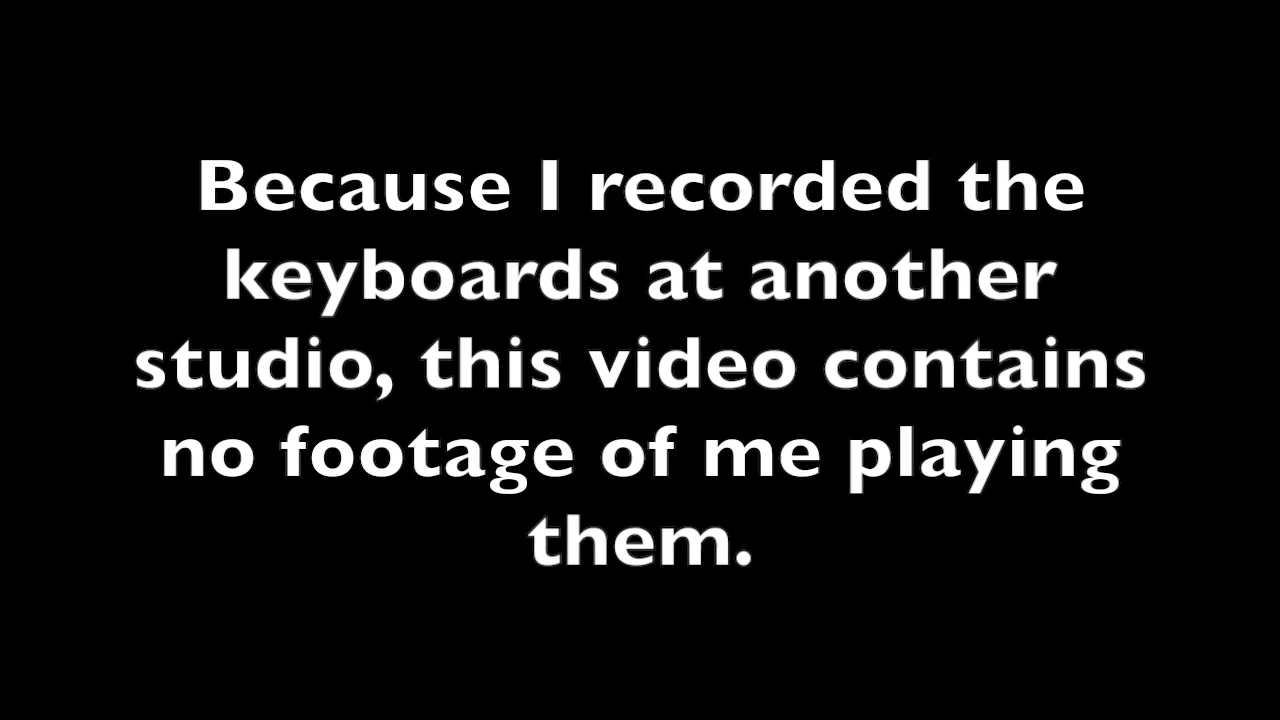 Because I recorded the
keyboards at another
studio, this video contains
no footage of me playing
them.